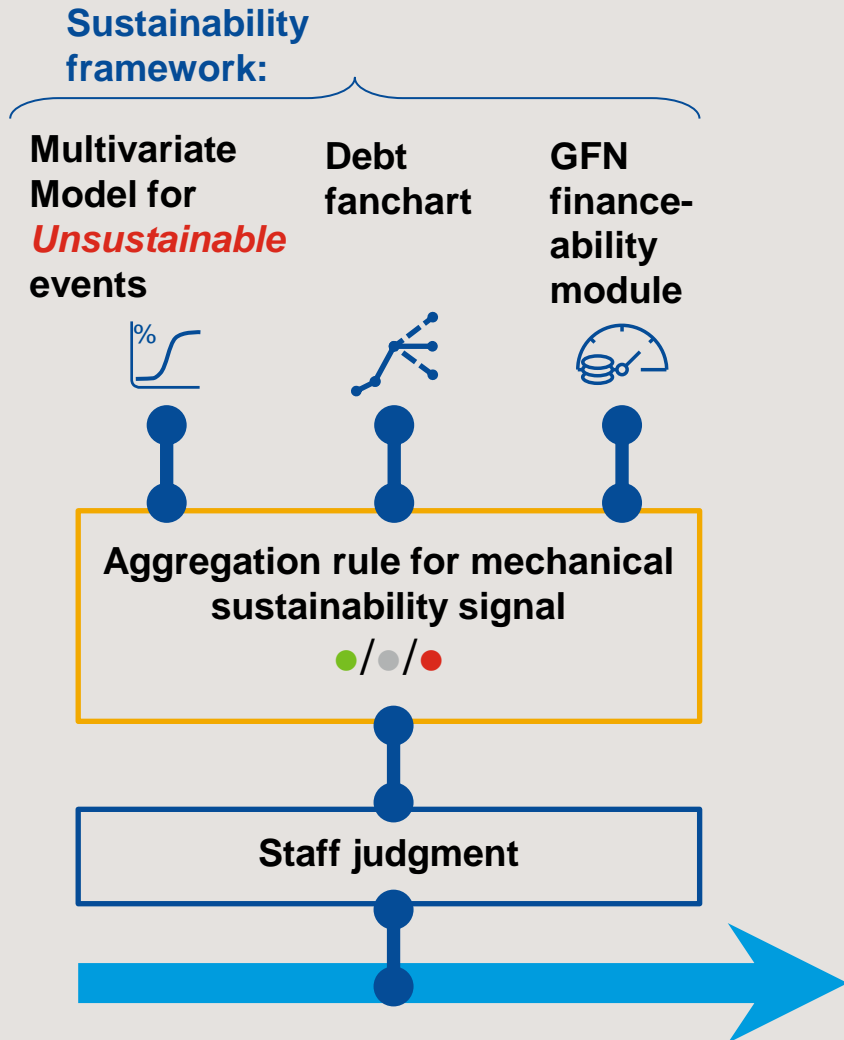 Sustainability
framework:
Multivariate
Model for
Unsustainable
events
Debt
fanchart
GFN
finance-
ability
module
%
Aggregation rule for mechanical
sustainability signal
●/●/●
Staff judgment